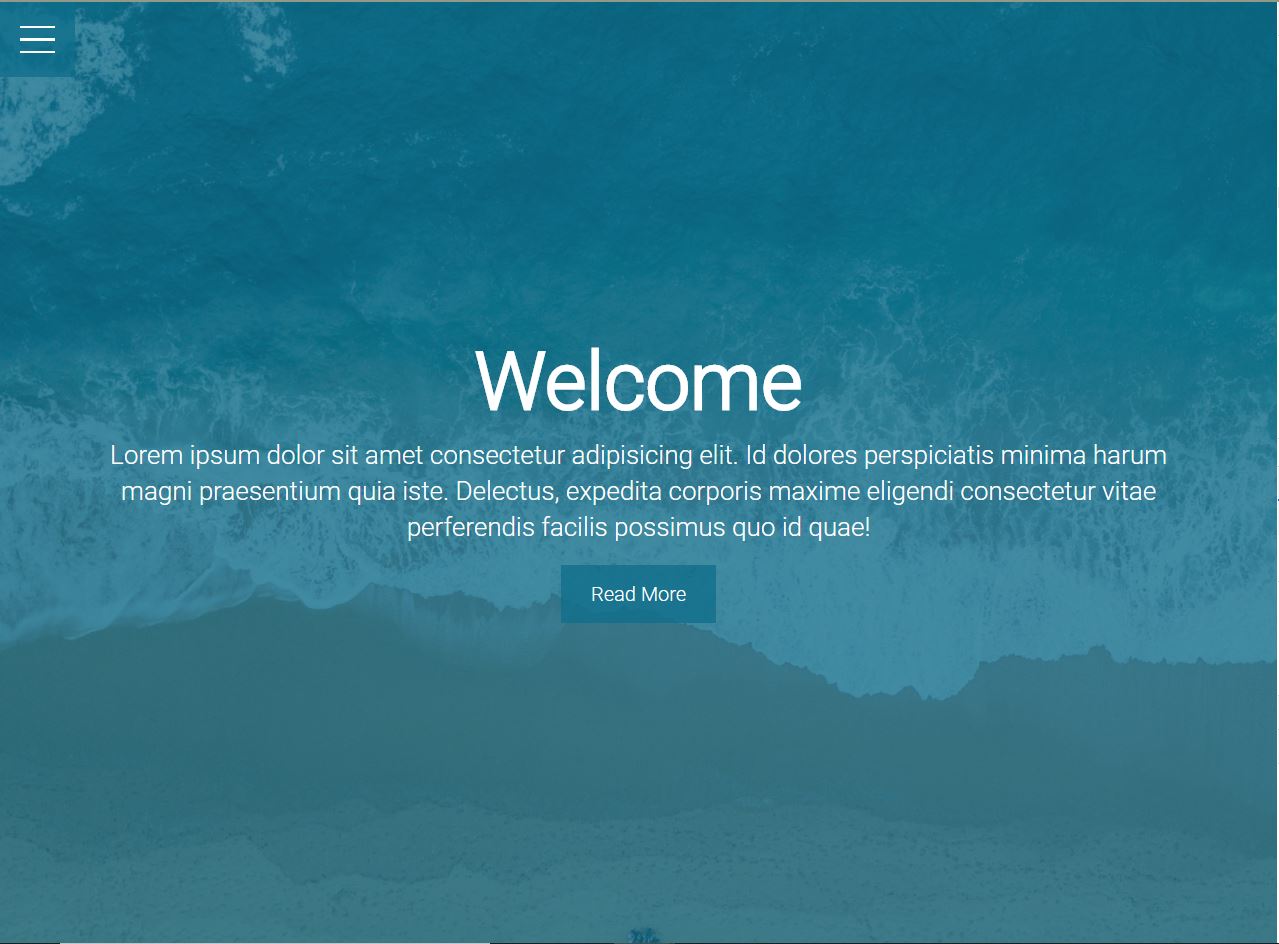 Welcome
Lorem ipsum dolor sit amet consectetur adipisicing elit. Id dolores perspiciatis minima harum
magni praesentium quia iste. Delectus, expedita corporis maxime eligendi consectetur vitae
perferendis facilis possimus quo id quae!
Read More